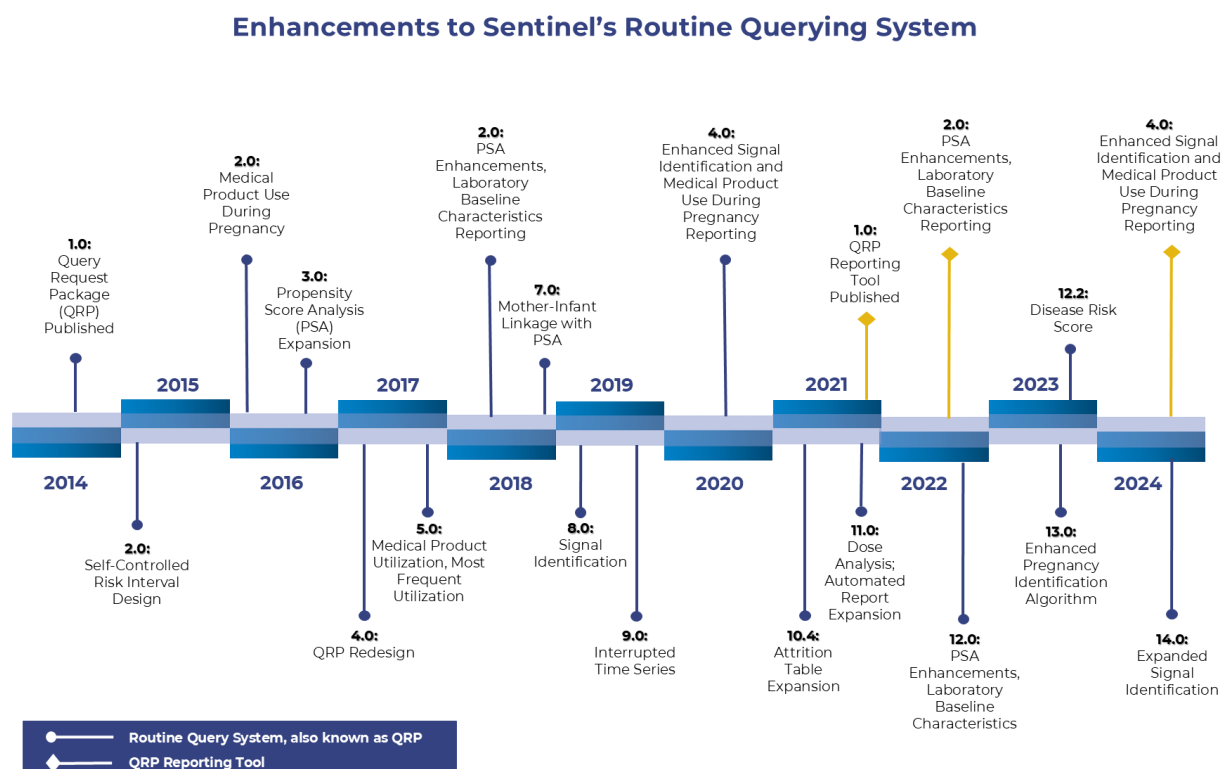 Enhancements to Sentinel's Routine Querying System
1.0:
Query
Request
Package
(QRP)
Published
2.0:
Medical
Product Use
During
Pregnancy
3.0:
Propensity
Score Analysis
(PSA)
Expansion
2.0:
PSA
Enhancements,
Laboratory
Baseline
Characteristics
Reporting
7.0:
Mother-Infant
Linkage with
PSA
4.0:
Enhanced Signal
Identification and
Medical Product
Use During
Pregnancy
Reporting
1.0:
QRP
Reporting
Tool
Published
2.0:
PSA
Enhancements,
Laboratory
Baseline
Characteristics
Reporting
12.2:
Disease Risk
Score
4.0:
Enhanced Signal
Identification and
Medical Product
Use During
Pregnancy
Reporting
2015
2017
2019
2021
2023
2014
2016
2018
2020
2022
2024
2.0:
Self-Controlled
Risk Interval
Design
4.0:
QRP Redesign
5.0:
Medical Product
Utilization, Most
Frequent
Utilization
8.0:
Signal
Identification
9.0:
Interrupted
Time Series
10.4:
Attrition
Table
Expansion
11.0:
Dose
Analysis;
Automated
Report
Expansion
12.0:
PSA
Enhancements,
Laboratory
Baseline
Characteristics
13.0:
Enhanced
Pregnancy
Identification
Algorithm
14.0:
Expanded
Signal
Identification
Routine Query System, also known as QRP
QRP Reporting Tool